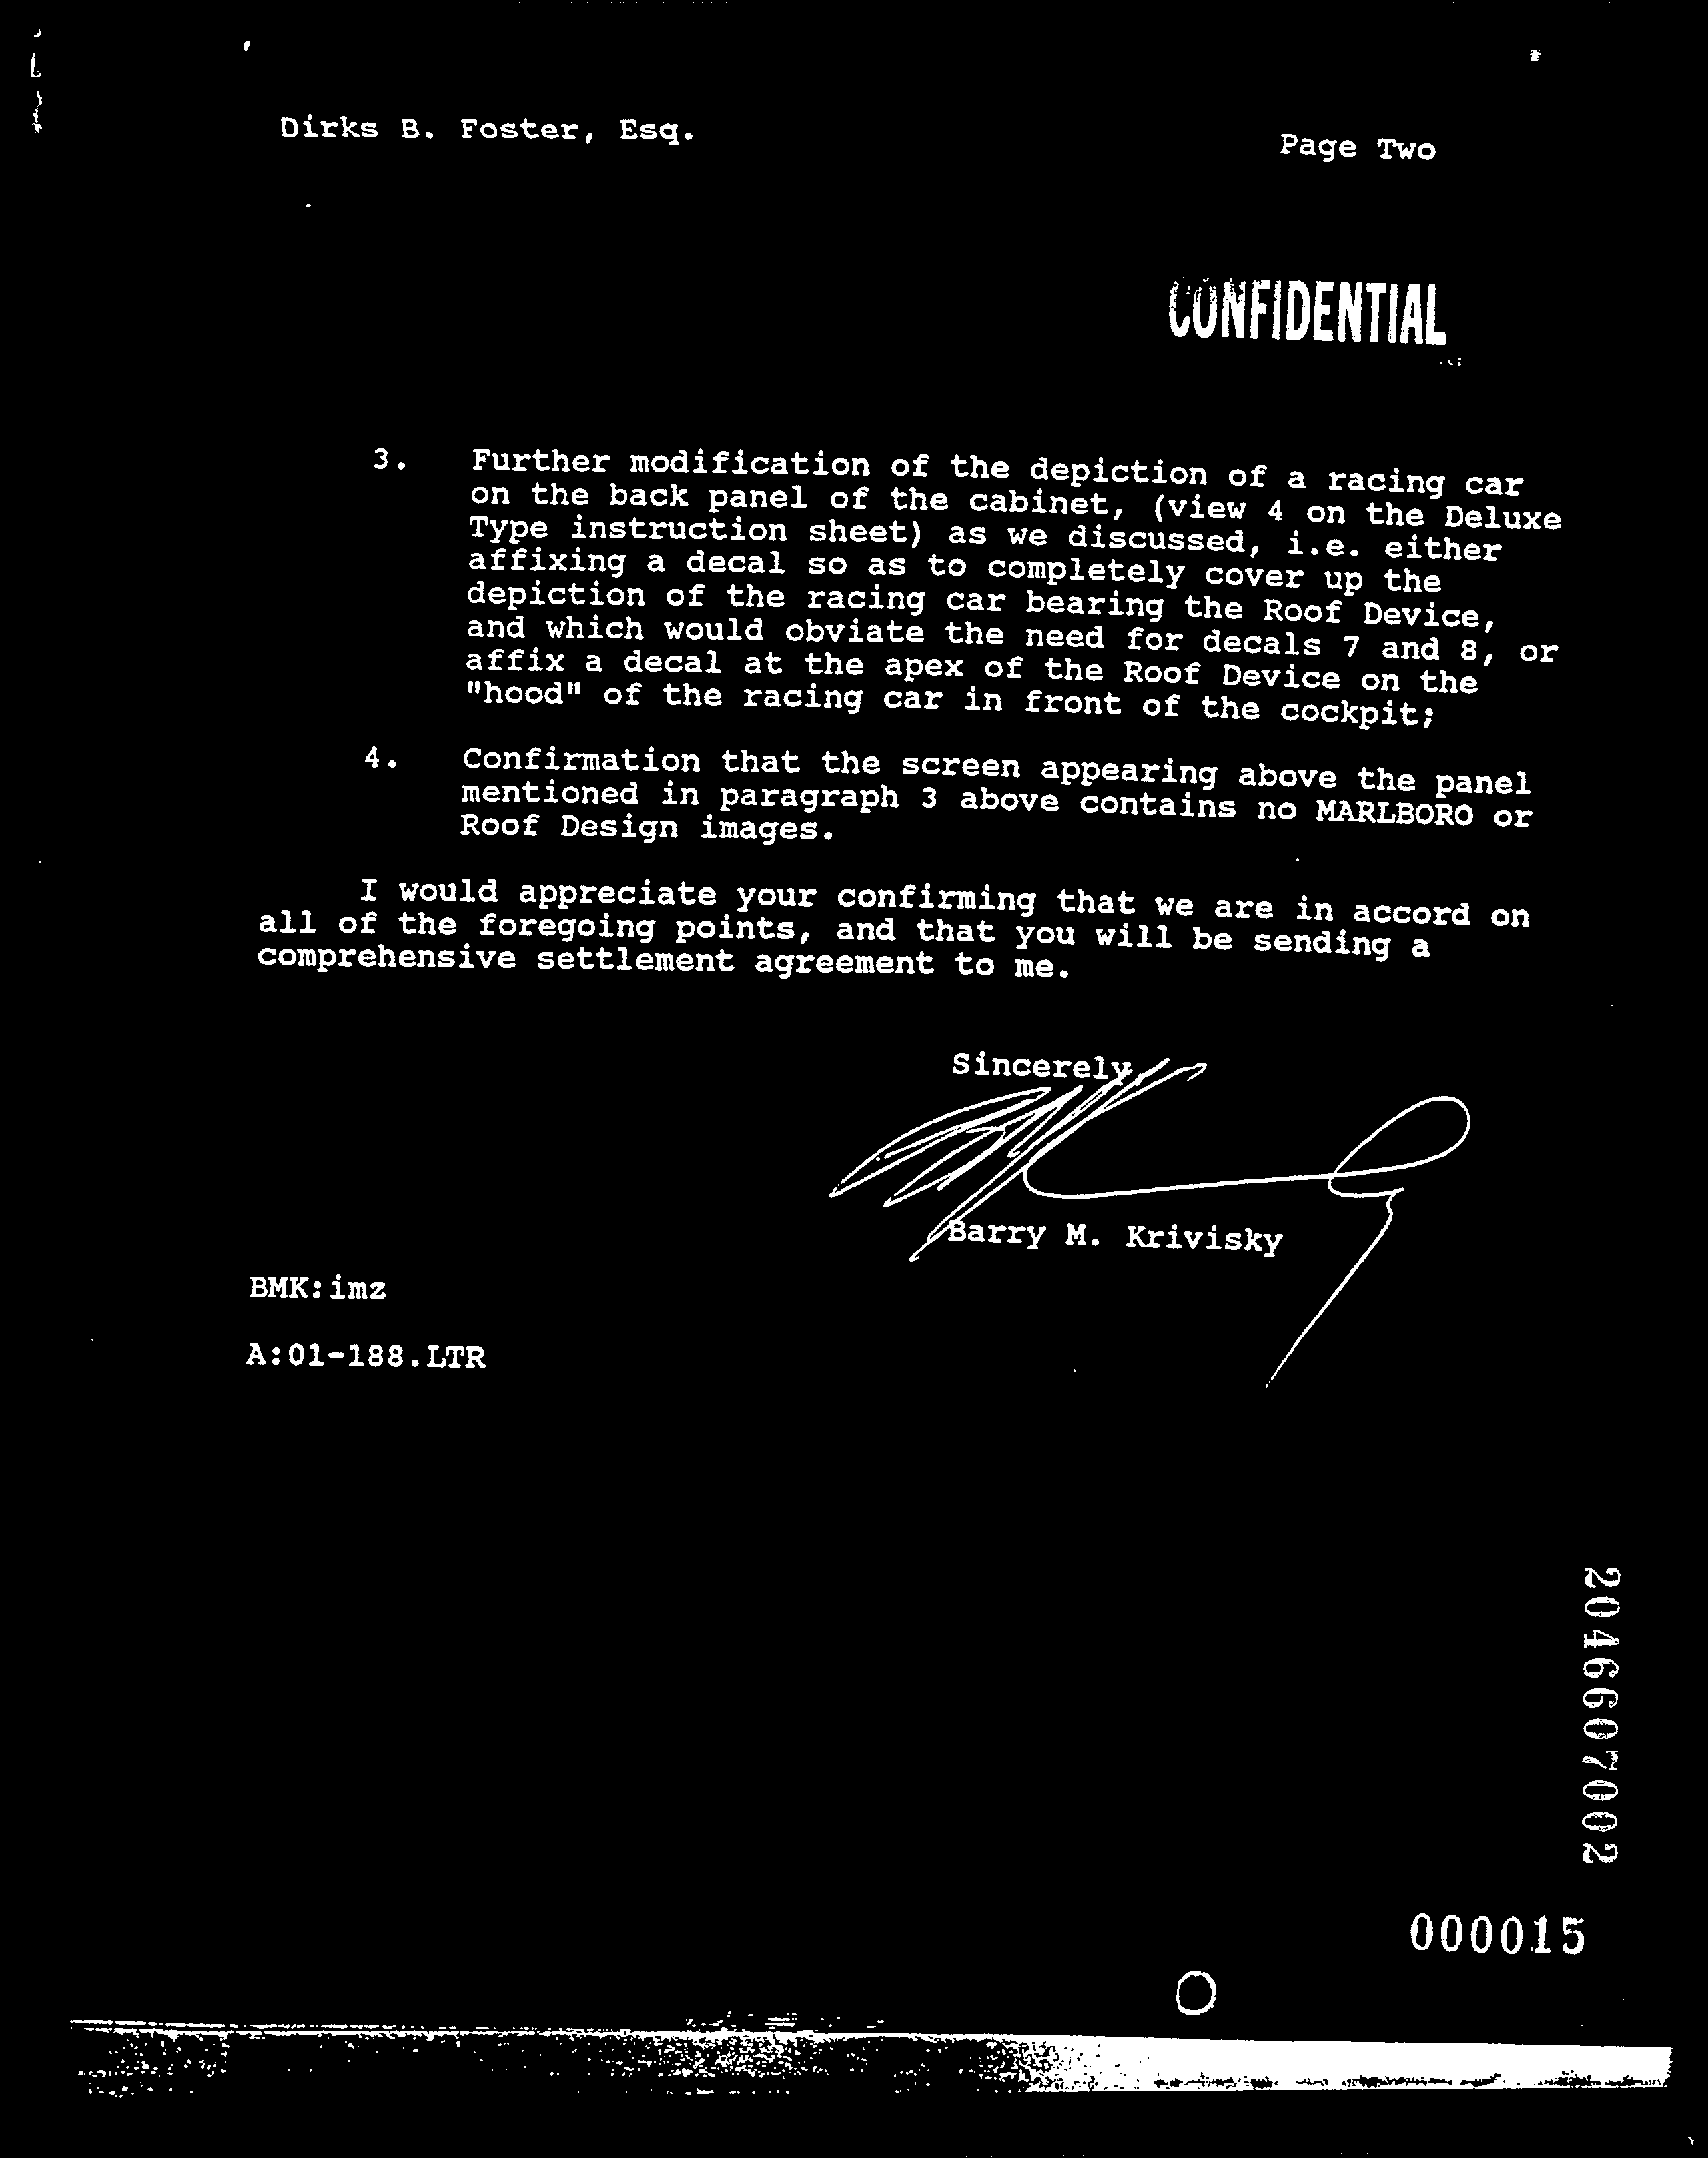 Dirks B. Foster, Esq.
Page Two
CONFIDENTIAL
3. Further modification of the depiction of a racing car
on the back panel of the cabinet, (view 4 on the Deluxe
Type instruction sheet) as we discussed, i.e. either
affixing a decal so as to completely cover up the
depiction of the racing car bearing the Roof Device,
and which would obviate the need for decals 7 and 8, or
affix a decal at the apex of the Roof Device on the
"hood" of the racing car in front of the cockpit;
4. Confirmation that the screen appearing above the panel
mentioned in paragraph 3 above contains no MARLBORO or
Roof Design images.
I would appreciate your confirming that we are in accord on
all of the foregoing points, and that you will be sending a
comprehensive settlement agreement to me.
Sincerely,
Barry M. Krivisky
BMK:imz
A:01-188.LTR
2046607002
000015